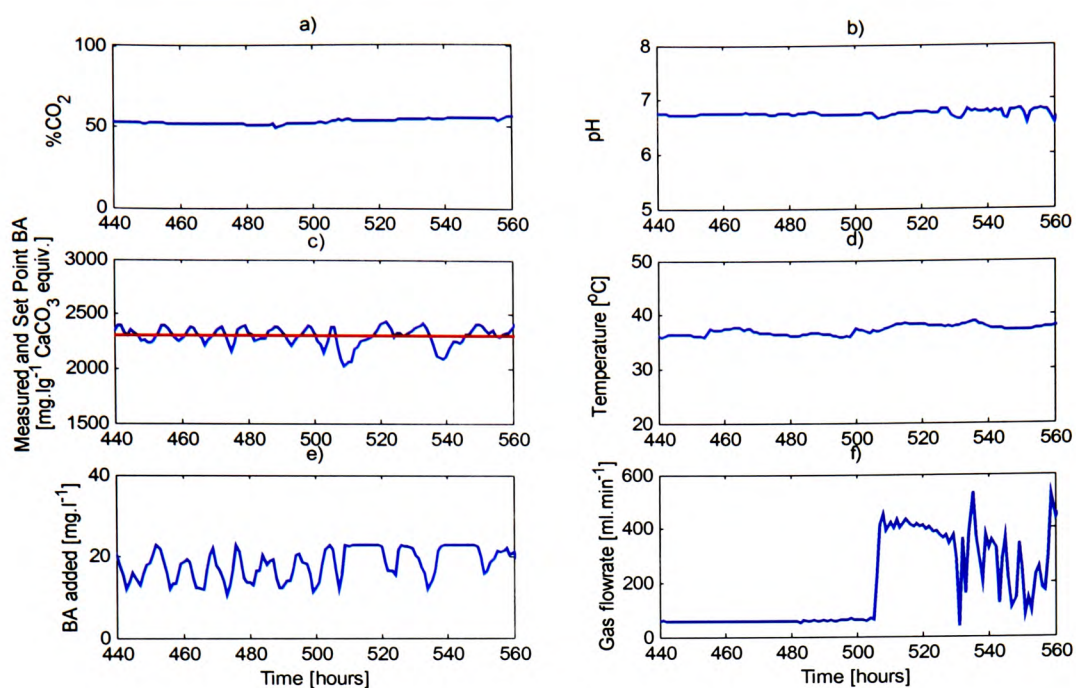 a)
%CO2
100
50
0
440 460 480 500 520 540 560
b)
pH
8
7
6
5
440 460 480 500 520 540 560
c)
Measured and Set Point BA
[mg.lg-1 CaCO3 equiv.]
3000
2500
2000
1500
440 460 480 500 520 540 560
d)
Temperature [ºC]
50
40
30
20
440 460 480 500 520 540 560
e)
BA added [mg.l-1]
40
20
0
440 460 480 500 520 540 560
Time [hours]
f)
Gas flowrate [ml.min-1]
600
400
200
0
440 460 480 500 520 540 560
Time [hours]